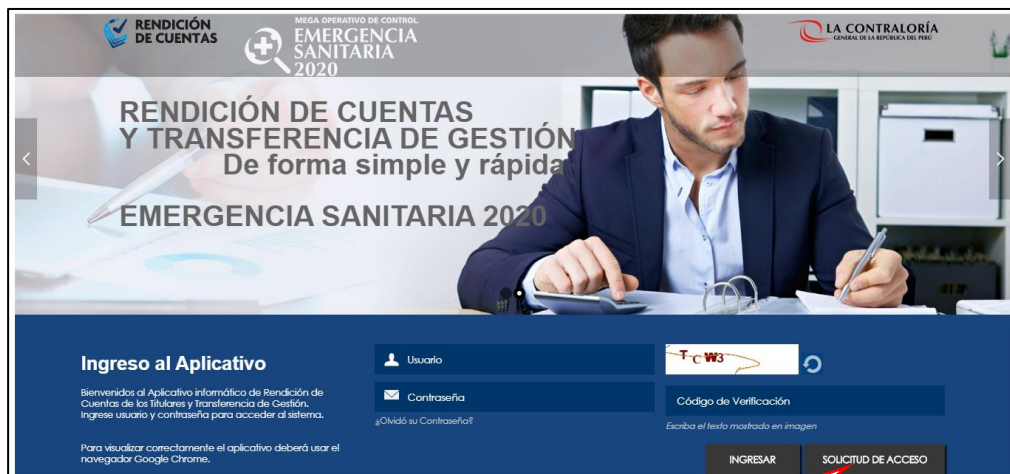 RENDICIÓN
DE CUENTAS
MEGA OPERATIVO DE CONTROL
EMERGENCIA
SANITARIA
2020
LA CONTRALORÍA
GENERAL DE LA REPÚBLICA DEL PERÚ
RENDICIÓN DE CUENTAS
Y TRANSFERENCIA DE GESTIÓN
De forma simple y rápida
EMERGENCIA SANITARIA 2020
Ingreso al Aplicativo
Bienvenidos al Aplicativo informático de Rendición de
Cuentas de los Titulares y Transferencia de Gestión.
Ingrese usuario y contraseña para acceder al sistema.
Para visualizar correctamente el aplicativo deberá usar el
navegador Google Chrome.
Usuario
Contraseña
¿Olvidó su Contraseña?
T C W3
Código de Verificación
Escriba el texto mostrado en imagen
INGRESAR
SOLICITUD DE ACCESO